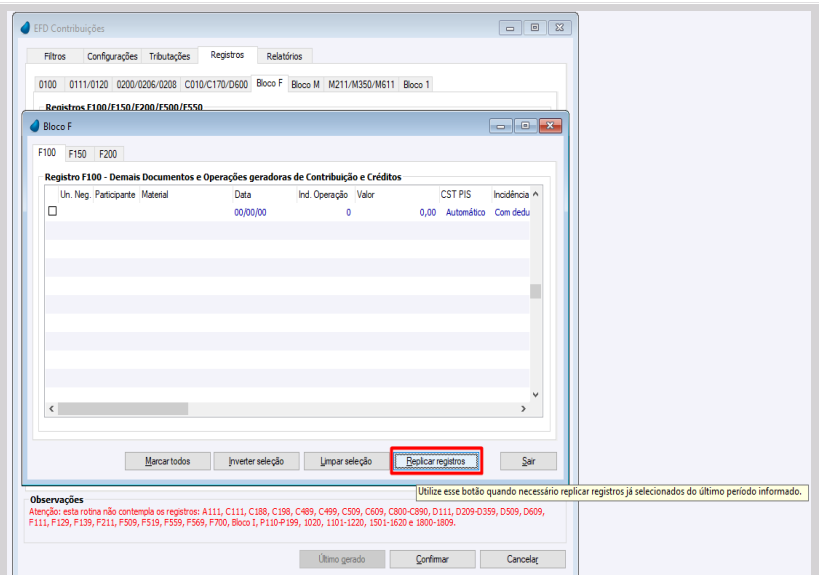 EFD Contribuições
Filtros Configurações Tributações Registros Relatórios
0100 0111/0120 0200/0206/0208 C010/C170/D600 Bloco F Bloco M M211/M350/M611 Bloco 1
Registros F100/F150/F200/F500/F550
Bloco F
F100 F150 F200
Registro F100 - Demais Documentos e Operações geradoras de Contribuição e Créditos
Un. Neg. Participante Material Data Ind. Operação Valor CST PIS Incidência
00/00/00 0 0,00 Automático Com dedu
Marcar todos Inverter seleção Limpar seleção Replicar registros Sair
Utilize esse botão quando necessário replicar registros já selecionados do último período informado.
Observações
Atenção: esta rotina não contempla os registros: A111, C111, C188, C198, C489, C499, C509, C609, C800-C890, D111, D209-D359, D509, D609,
F111, F129, F139, F211, F509, F519, F559, F569, F700, Bloco I, P110-P199, 1020, 1101-1220, 1501-1620 e 1800-1809.
Último gerado Confirmar Cancelar